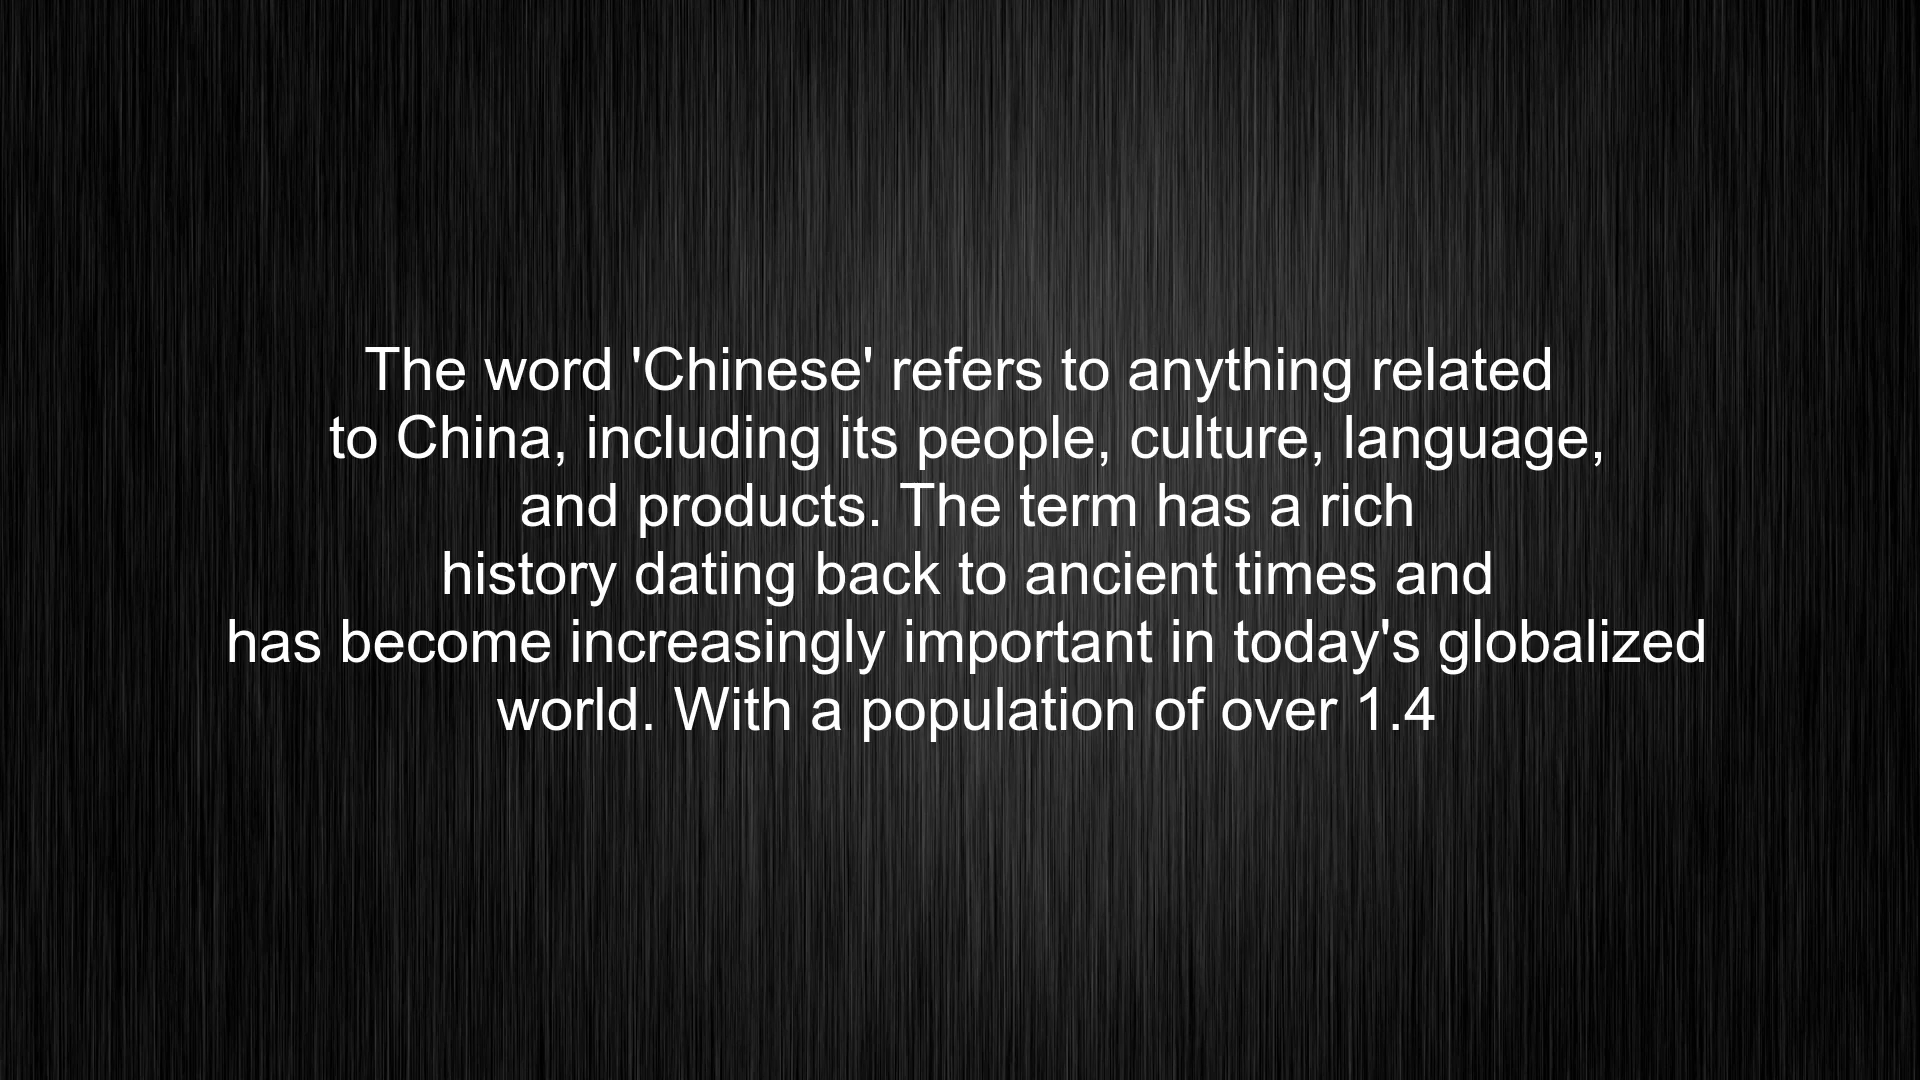 The word 'Chinese' refers to anything related
to China, including its people, culture, language,
and products. The term has a rich
history dating back to ancient times and
has become increasingly important in today's globalized
world. With a population of over 1.4